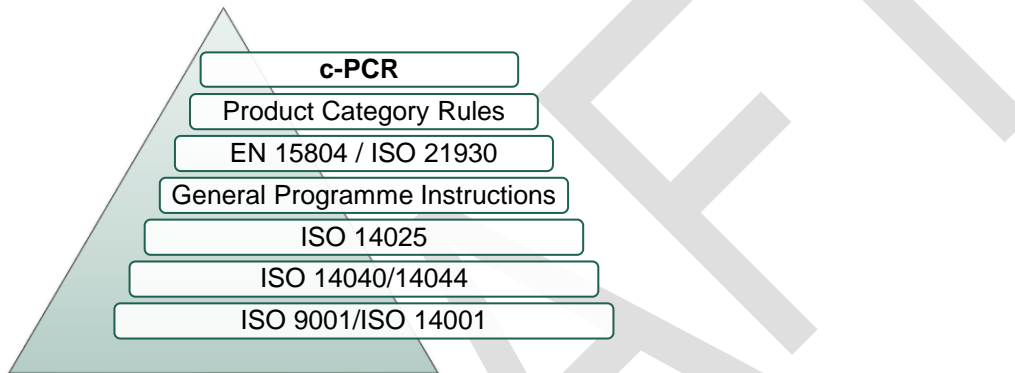 c-PCR
Product Category Rules
EN 15804 / ISO 21930
General Programme Instructions
ISO 14025
ISO 14040/14044
ISO 9001/ISO 14001